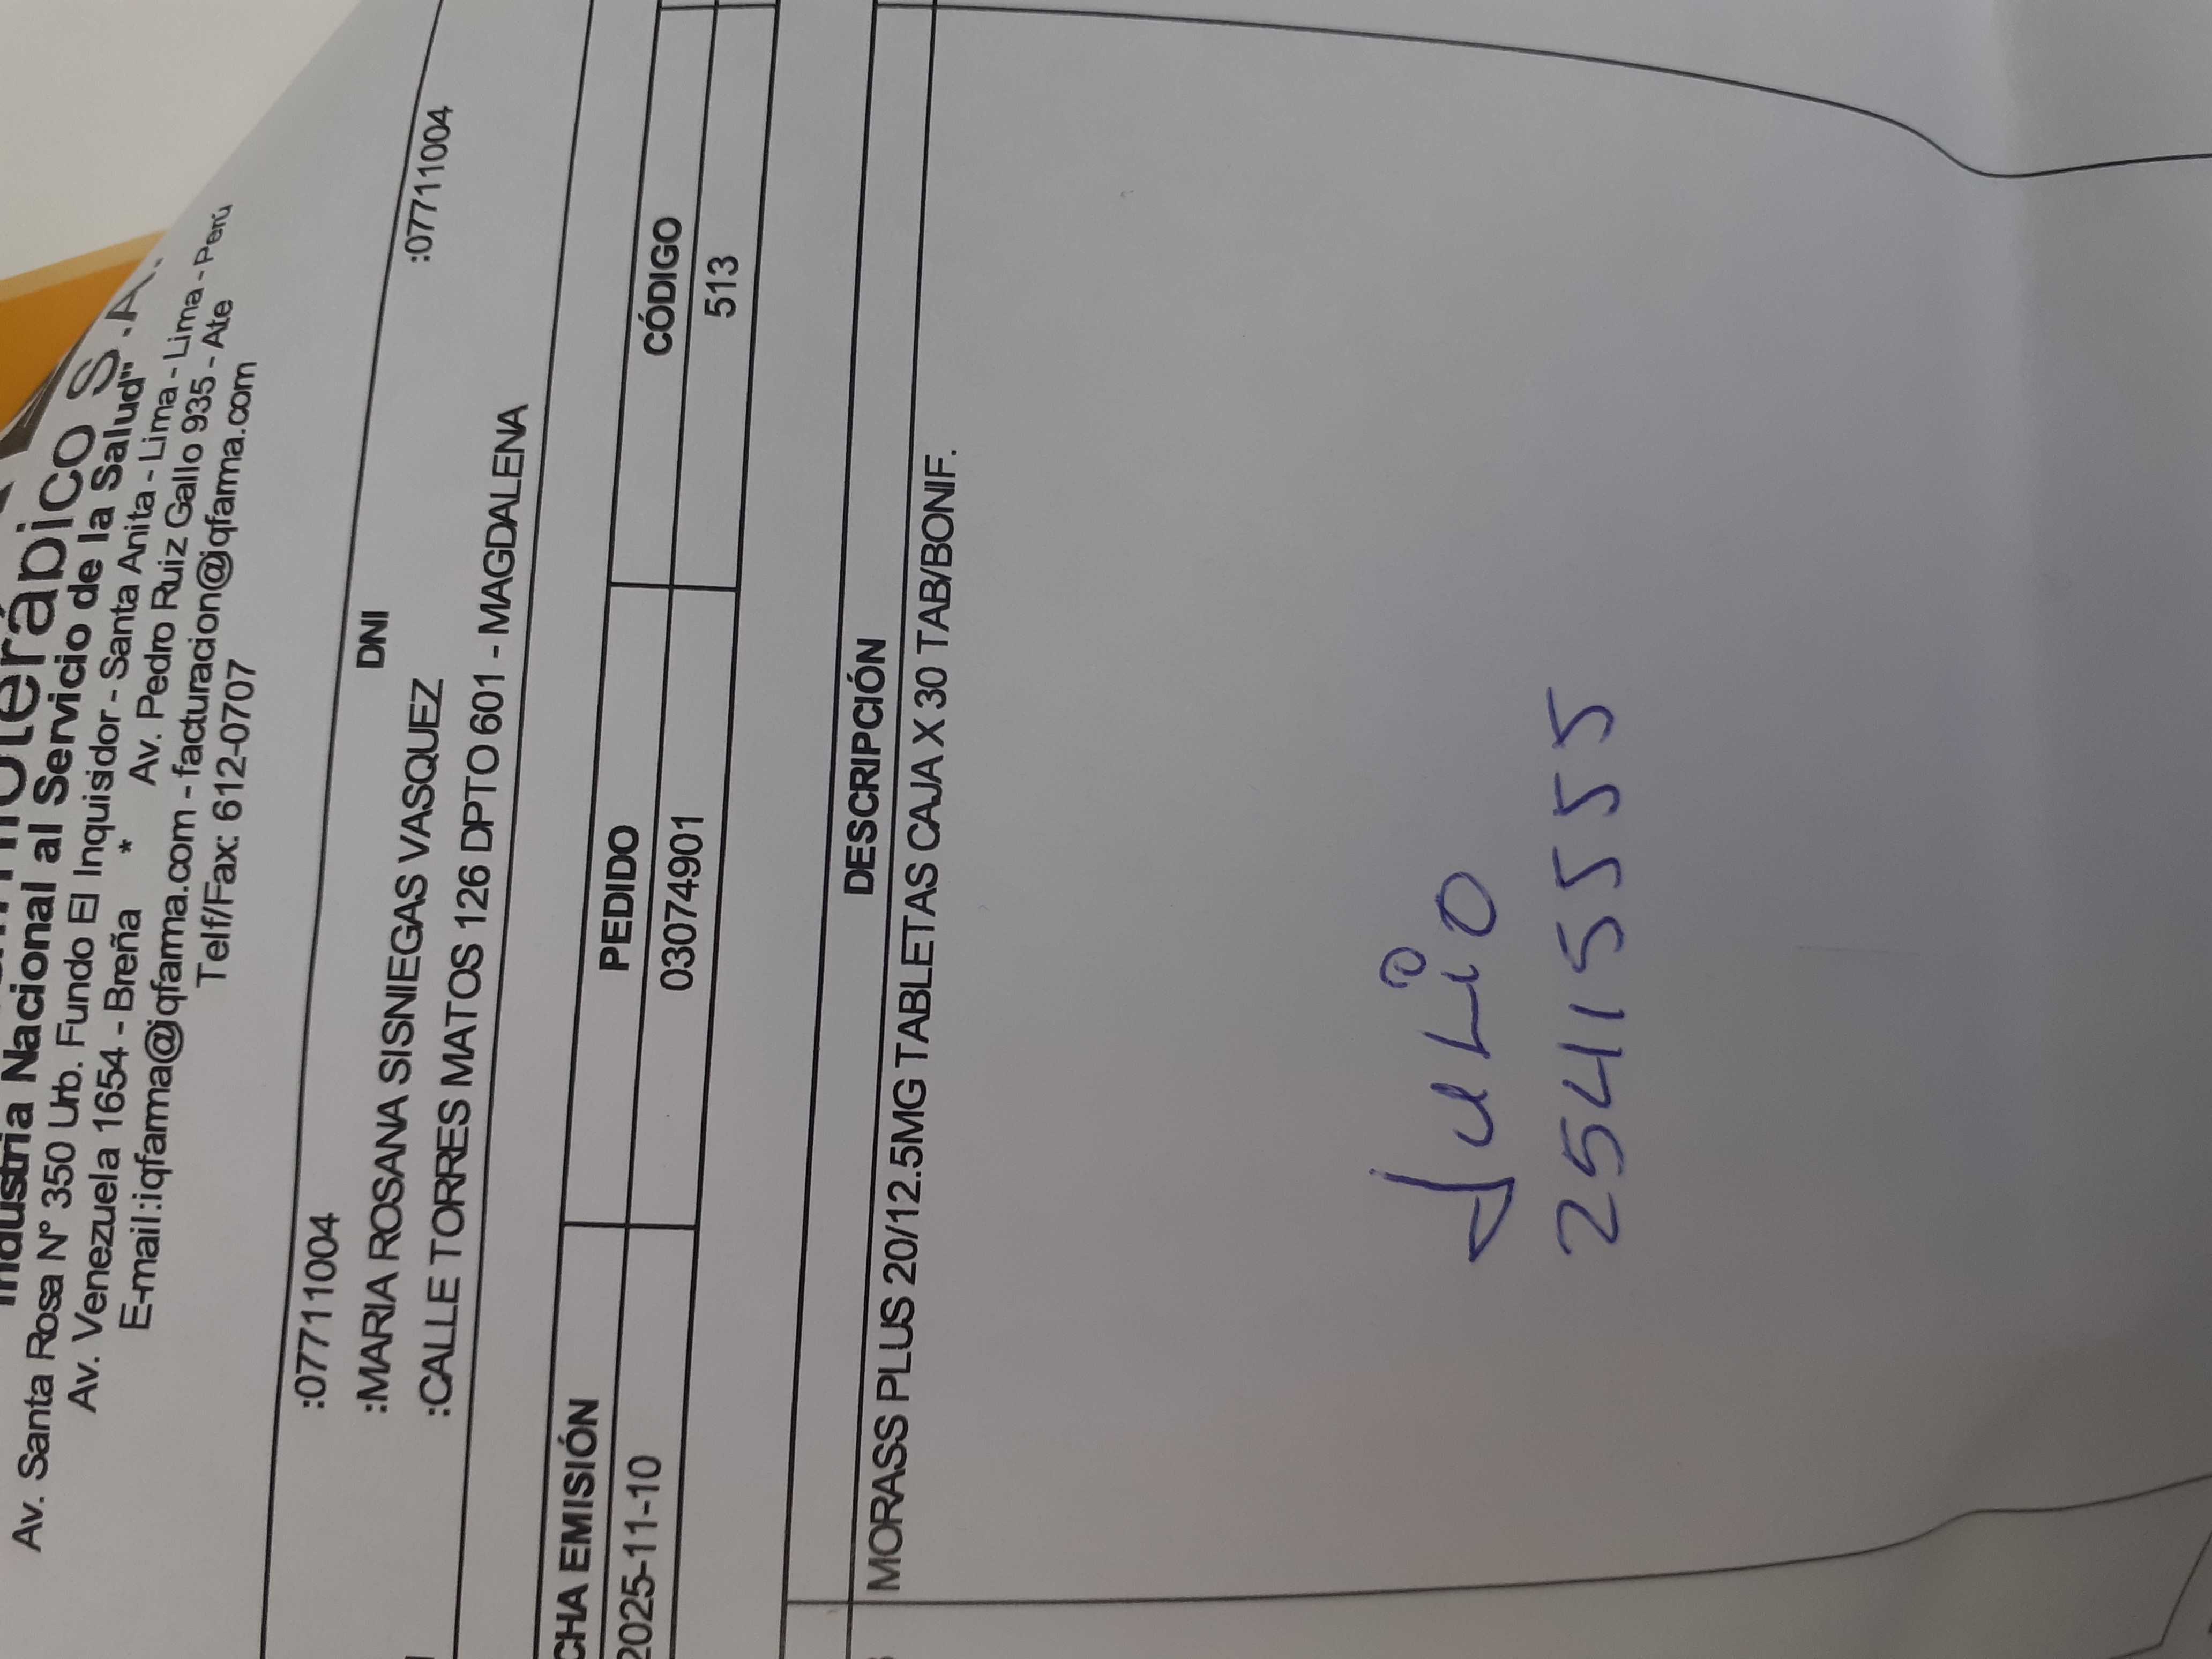 Industria Nacional al Servicio de la Salud"
Av. Santa Rosa N° 350 Urb. Fundo El Inquisidor - Santa Anita - Lima - Lima - Perú
Av. Venezuela 1654 - Breña * Av. Pedro Ruiz Gallo 935 - Ate
E-mail:iqfarma@iqfarma.com - facturacion@iqfarma.com
Telf/Fax: 612-0707
:07711004 DNI :07711004
:MARIA ROSANA SISNIEGAS VASQUEZ
:CALLE TORRES MATOS 126 DPTO 601 - MAGDALENA
CHA EMISIÓN PEDIDO CÓDIGO
2025-11-10 03074901 513
DESCRIPCIÓN
MORASS PLUS 20/12.5MG TABLETAS CAJA X 30 TAB/BONIF.
JuLio
25415555